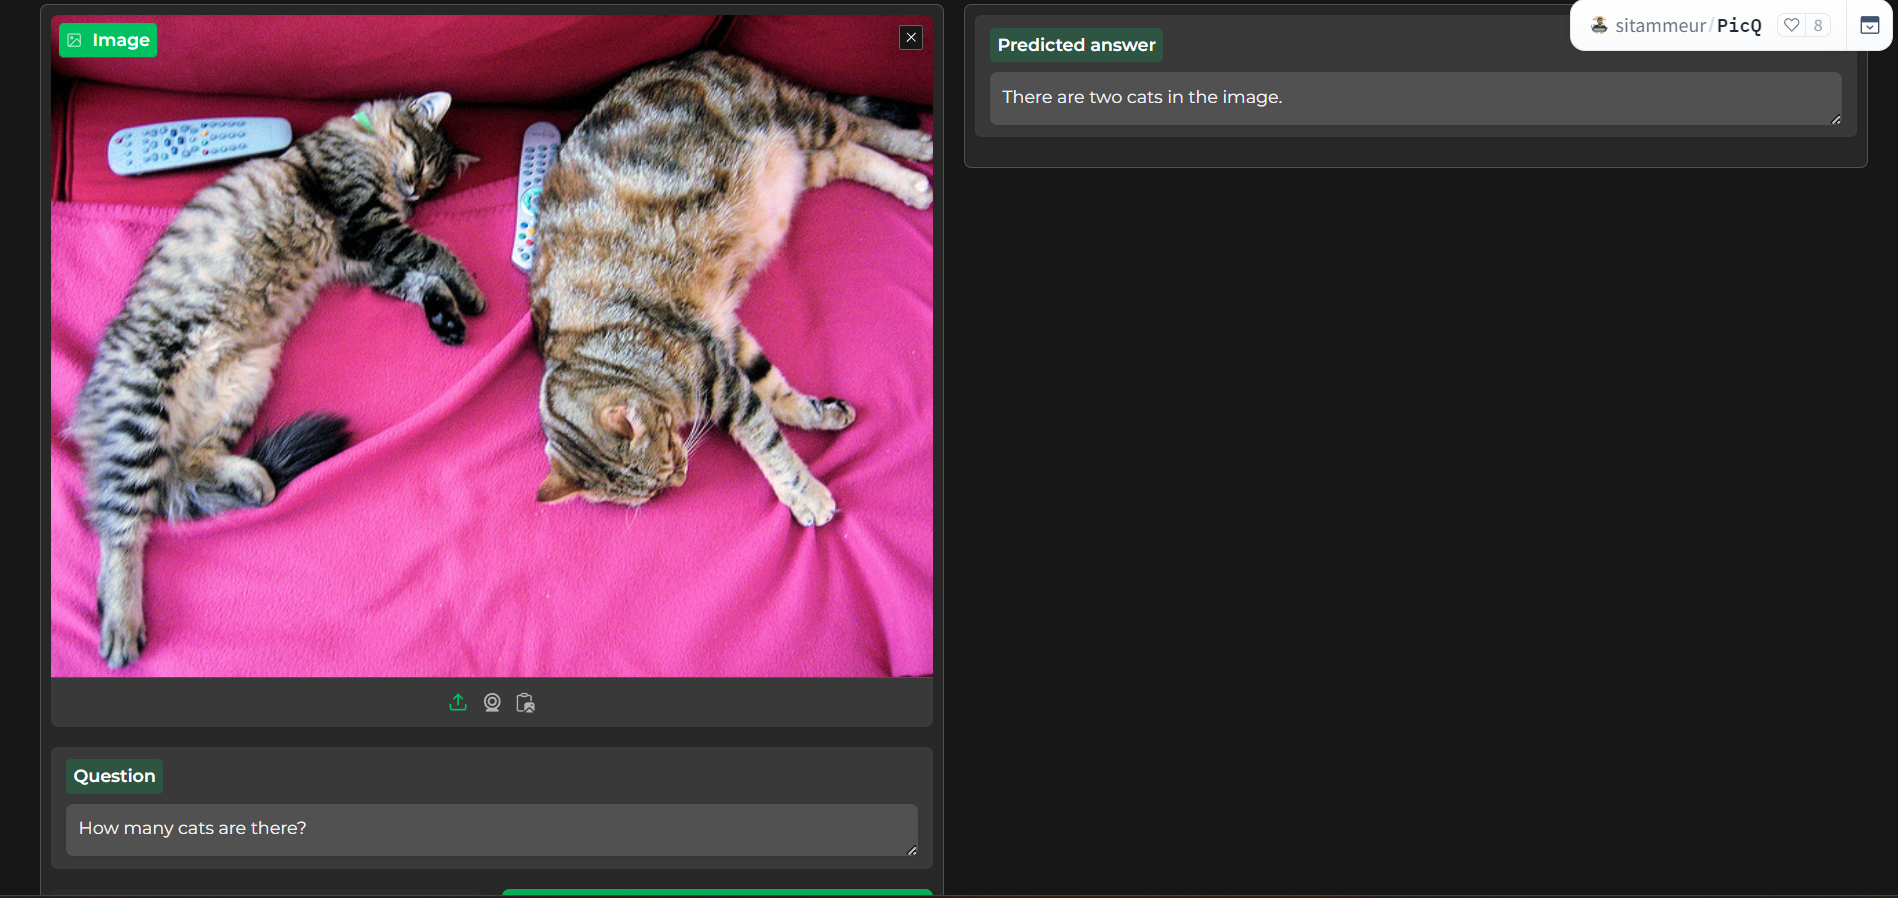 Image
Question
How many cats are there?
Predicted answer
There are two cats in the image.
sitammeur/PicQ
8